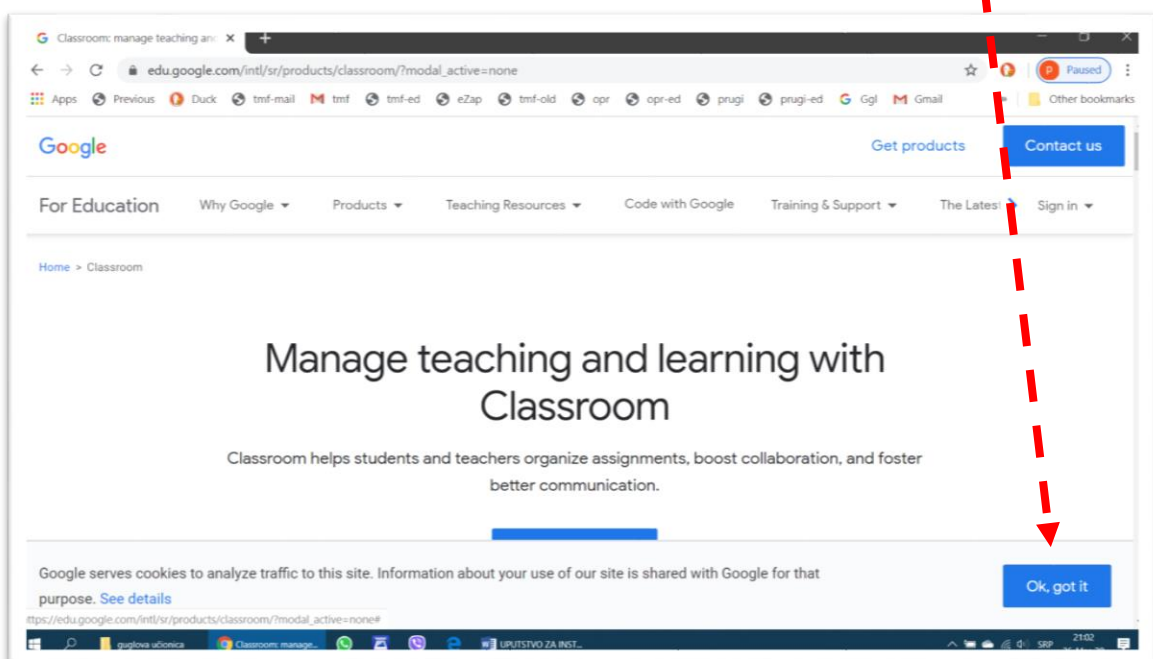 Classroom: manage teaching an
edu.google.com/intl/sr/products/classroom/?modal_active=none Paused
Apps Previous Duck tmf-mail tmf tmf-ed eZap tmf-old opr opr-ed prugi prugi-ed Ggl Gmail Other bookmarks
Google Get products Contact us
For Education Why Google Products Teaching Resources Code with Google Training & Support The Latest Sign in
Home > Classroom
Manage teaching and learning with
Classroom
Classroom helps students and teachers organize assignments, boost collaboration, and foster
better communication.
Google serves cookies to analyze traffic to this site. Information about your use of our site is shared with Google for that
purpose. See details
Ok, got it
ttps://edu.google.com/intl/sr/products/classroom/?modal_active=none#
guglova učionica Classroom: manage... UPUTSTVO ZA INST... SRP 21:02